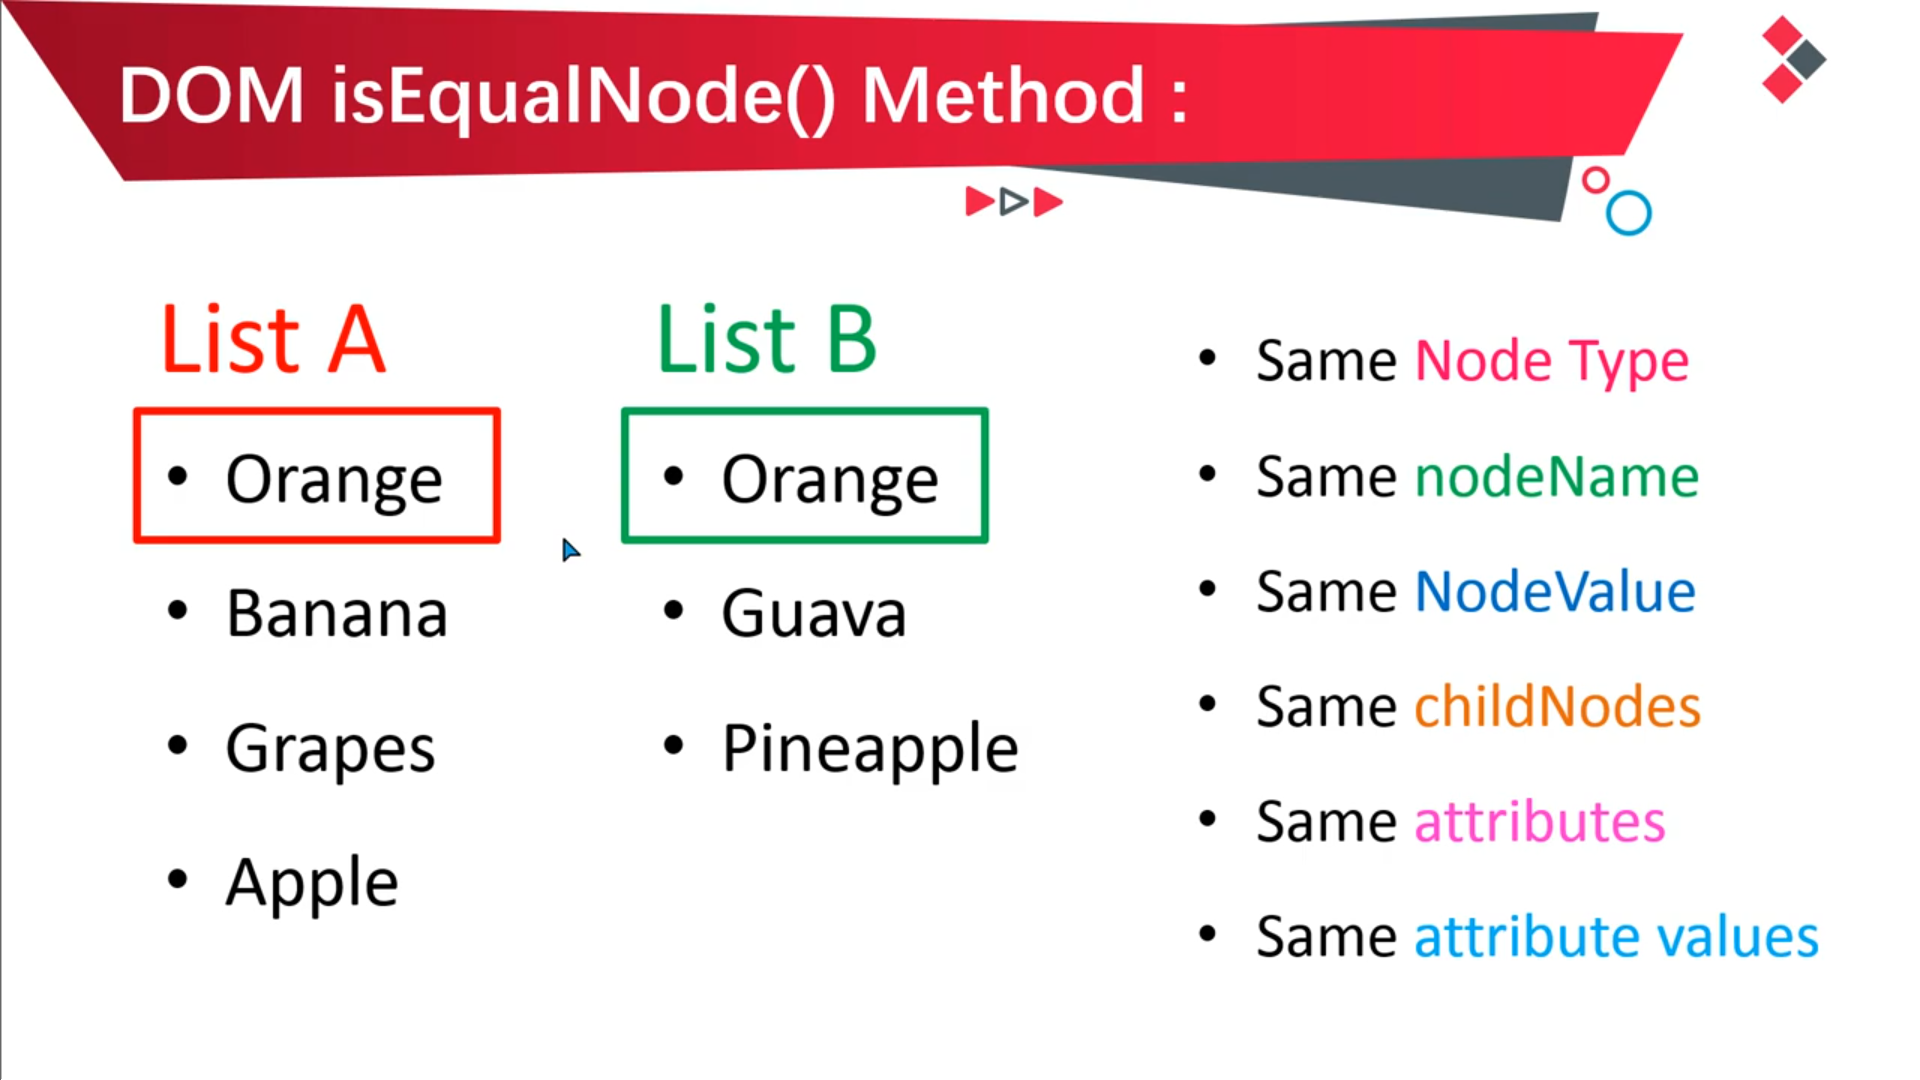 DOM isEqualNode() Method :
List A
• Orange
• Banana
• Grapes
• Apple
List B
• Orange
• Guava
• Pineapple
• Same Node Type
• Same nodeName
• Same NodeValue
• Same childNodes
• Same attributes
• Same attribute values